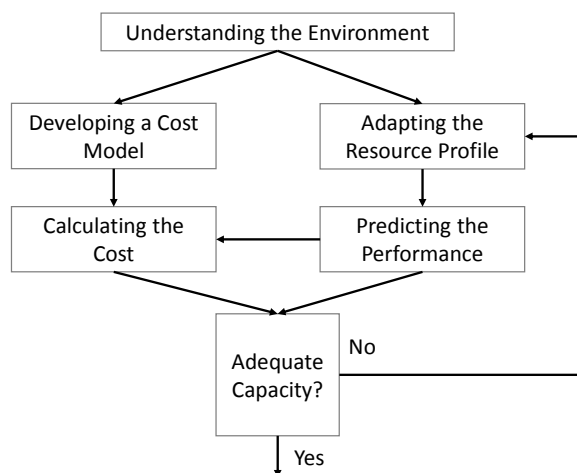 Understanding the Environment
Developing a Cost
Model
Adapting the
Resource Profile
Calculating the
Cost
Predicting the
Performance
Adequate
Capacity?
No
Yes